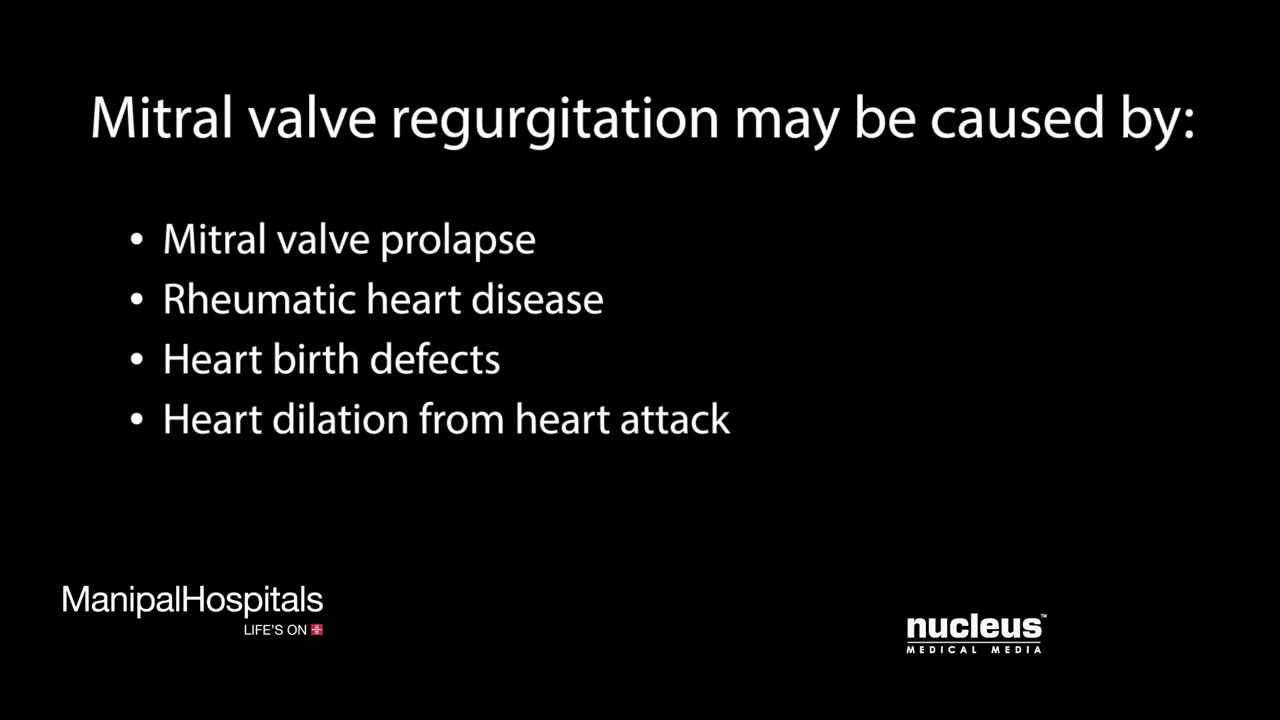 Mitral valve regurgitation may be caused by:
• Mitral valve prolapse
• Rheumatic heart disease
• Heart birth defects
• Heart dilation from heart attack
ManipalHospitals
LIFE'S ON
nucleus™
MEDICAL MEDIA